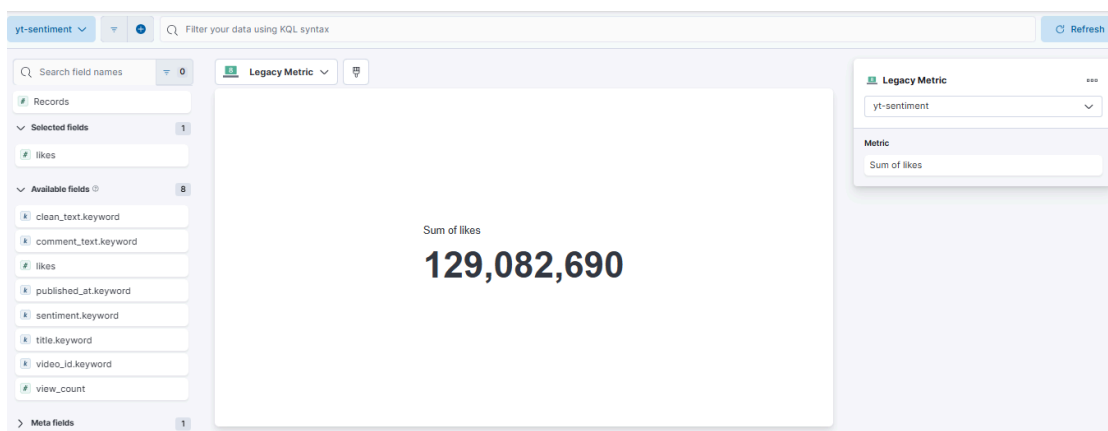 yt-sentiment
Filter your data using KQL syntax
Refresh
Search field names
0
Records
Selected fields
1
likes
Available fields
8
clean_text.keyword
comment_text.keyword
likes
published_at.keyword
sentiment.keyword
title.keyword
video_id.keyword
view_count
Meta fields
1
Legacy Metric
Sum of likes
129,082,690
Legacy Metric
yt-sentiment
Metric
Sum of likes